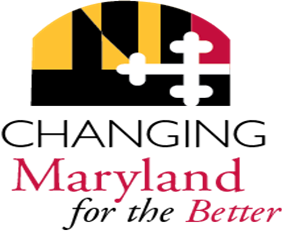 CHANGING
Maryland
for the Better